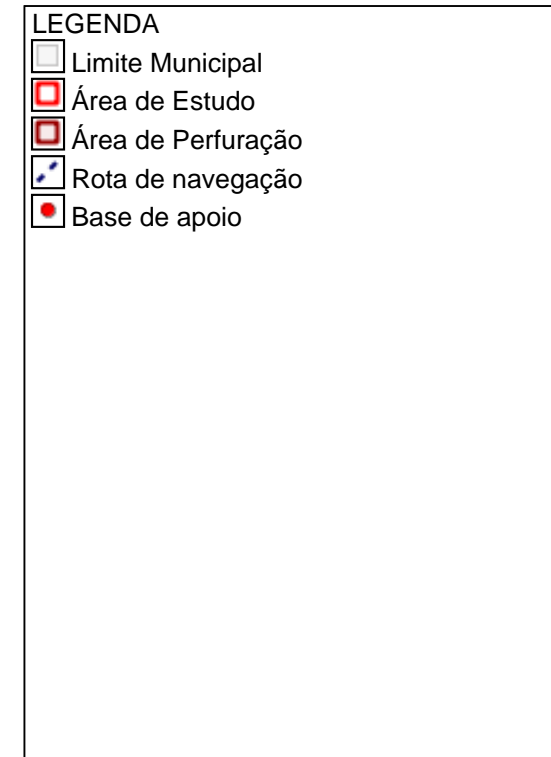 LEGENDA
Limite Municipal
Área de Estudo
Área de Perfuração
Rota de navegação
Base de apoio